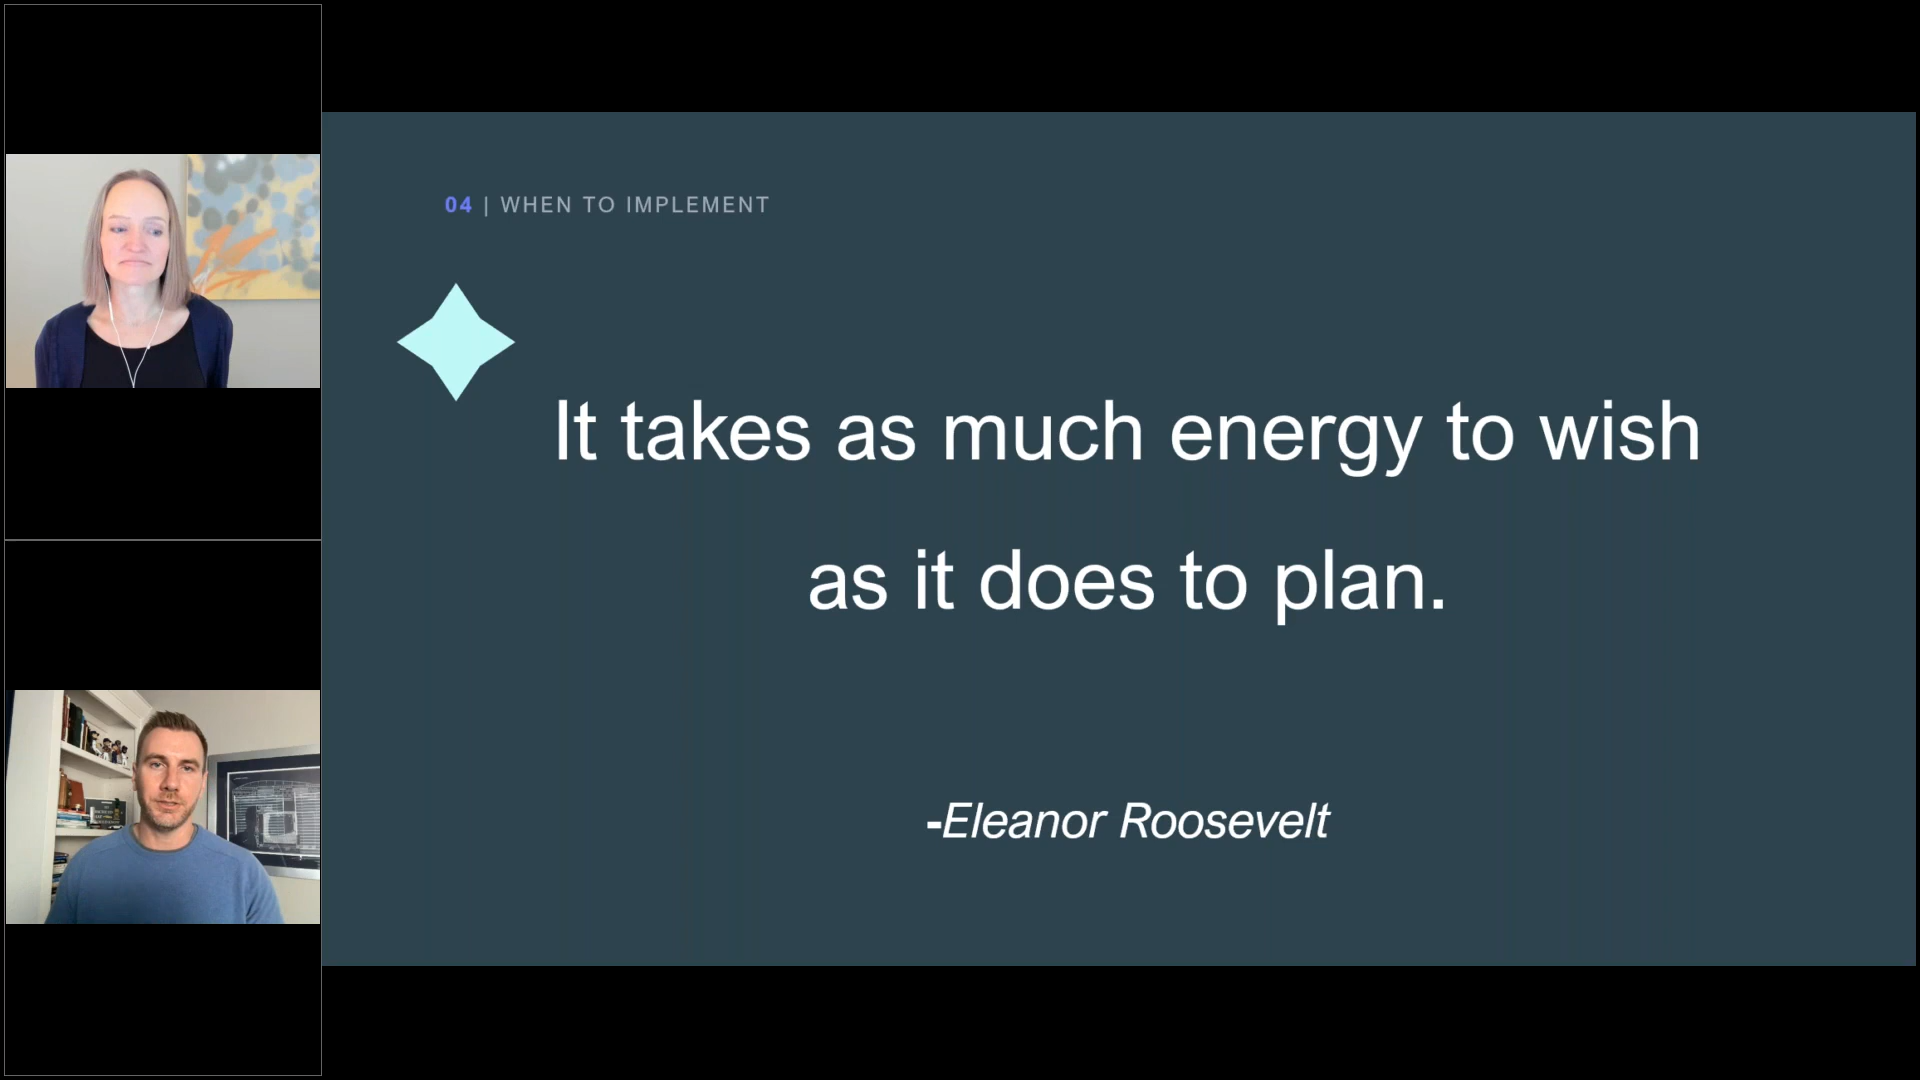 04 | WHEN TO IMPLEMENT
It takes as much energy to wish
as it does to plan.
-Eleanor Roosevelt